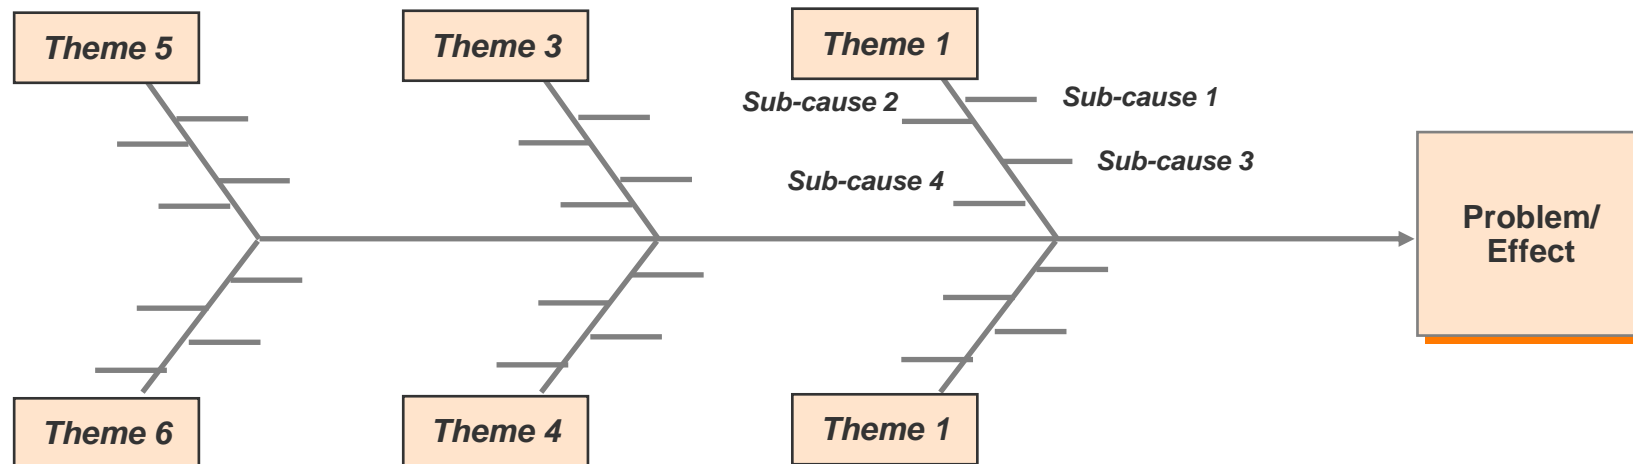 Theme 5
Theme 3
Theme 1
Sub-cause 2
Sub-cause 1
Sub-cause 3
Sub-cause 4
Problem/
Effect
Theme 6
Theme 4
Theme 1